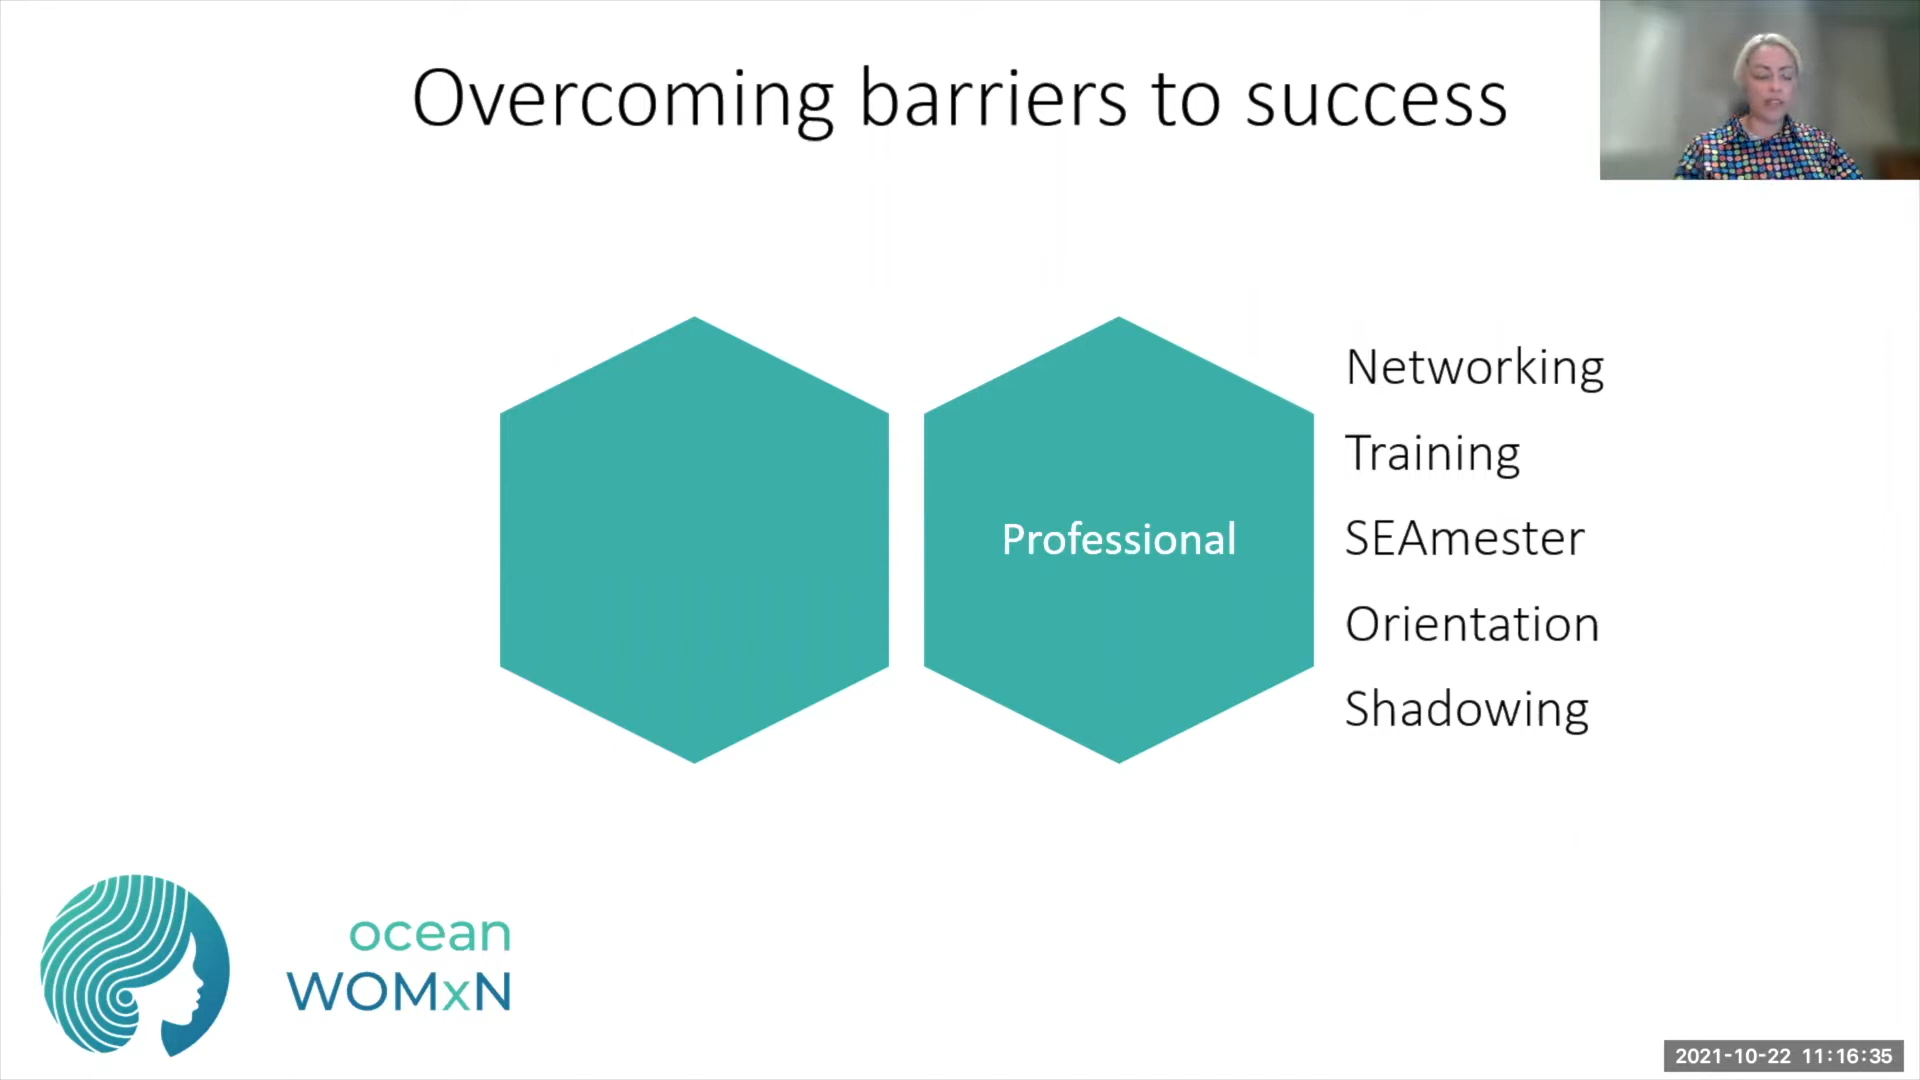 Overcoming barriers to success
Professional
Networking
Training
SEAmester
Orientation
Shadowing
ocean
WOMxN
2021-10-22 11:16:35